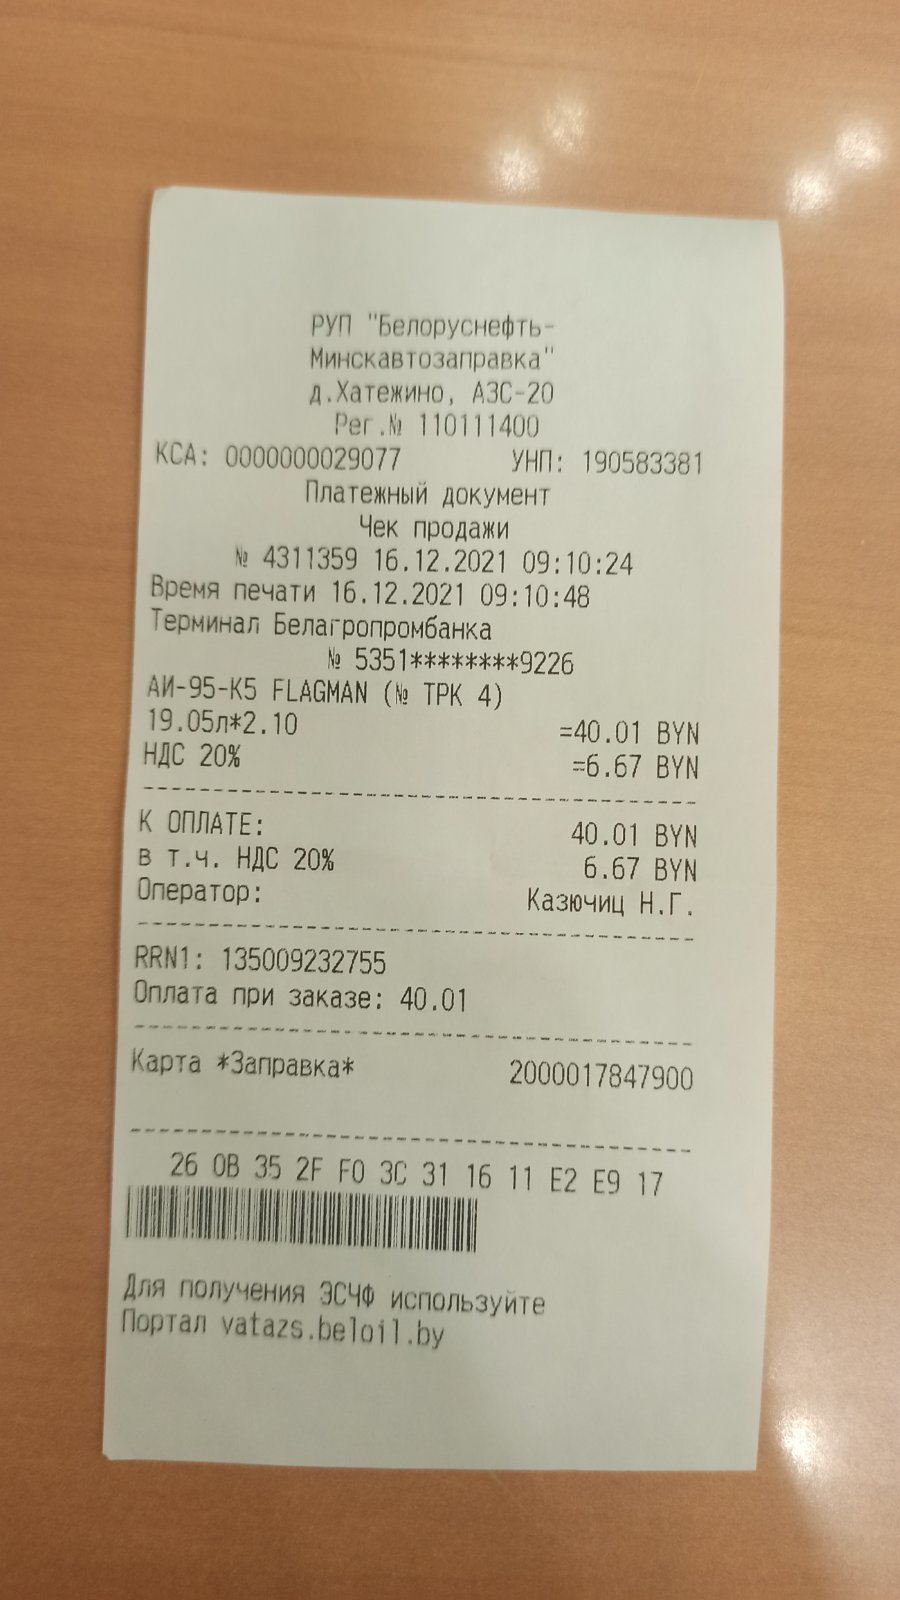 РУП "Белоруснефть-
Минскавтозаправка"
д.Хатежино, АЗС-20
Рег.№ 110111400
КСА: 0000000029077 УНП: 190583381
Платежный документ
Чек продажи
№ 4311359 16.12.2021 09:10:24
Время печати 16.12.2021 09:10:48
Терминал Белагропромбанка
№ 5351********9226
АИ-95-К5 FLAGMAN (№ ТРК 4)
19.05л*2.10 =40.01 BYN
НДС 20% =6.67 BYN
К ОПЛАТЕ: 40.01 BYN
в т.ч. НДС 20% 6.67 BYN
Оператор: Казючиц Н.Г.
RRN1: 135009232755
Оплата при заказе: 40.01
Карта *Заправка* 2000017847900
26 0B 35 2F F0 3C 31 16 11 E2 E9 17
Для получения ЭСЧФ используйте
Портал vatazs.beloil.by